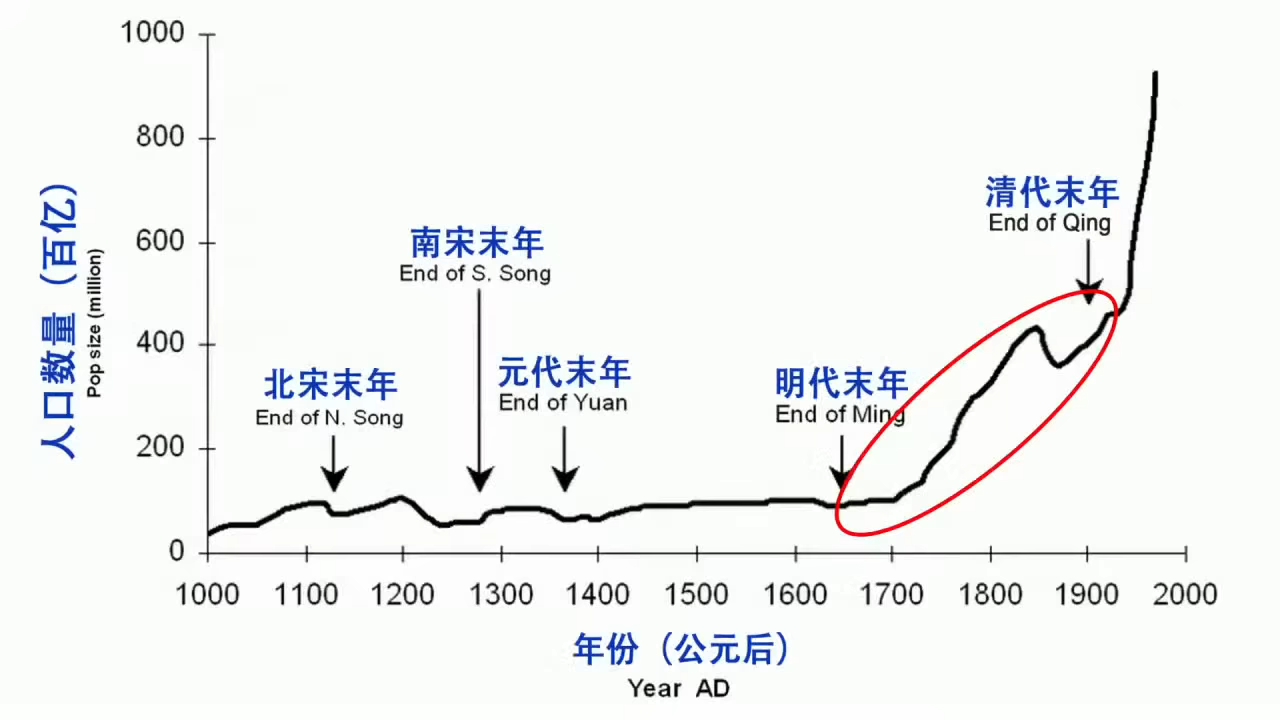 1000
800
600
400
200
0
人口数量（百亿）
Pop size (million)
北宋末年
End of N. Song
南宋末年
End of S. Song
元代末年
End of Yuan
明代末年
End of Ming
清代末年
End of Qing
1000 1100 1200 1300 1400 1500 1600 1700 1800 1900 2000
年份（公元后）
Year AD